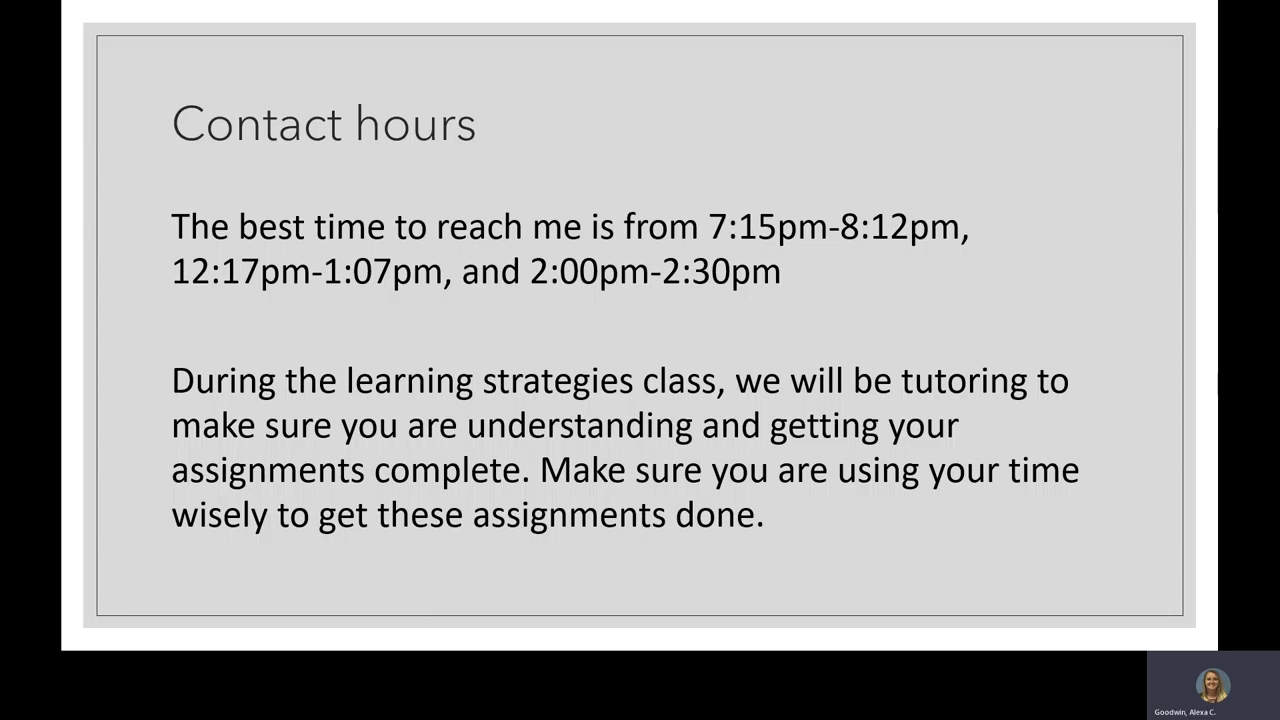 Contact hours
The best time to reach me is from 7:15pm-8:12pm,
12:17pm-1:07pm, and 2:00pm-2:30pm
During the learning strategies class, we will be tutoring to
make sure you are understanding and getting your
assignments complete. Make sure you are using your time
wisely to get these assignments done.
Goodwin, Alexa C.